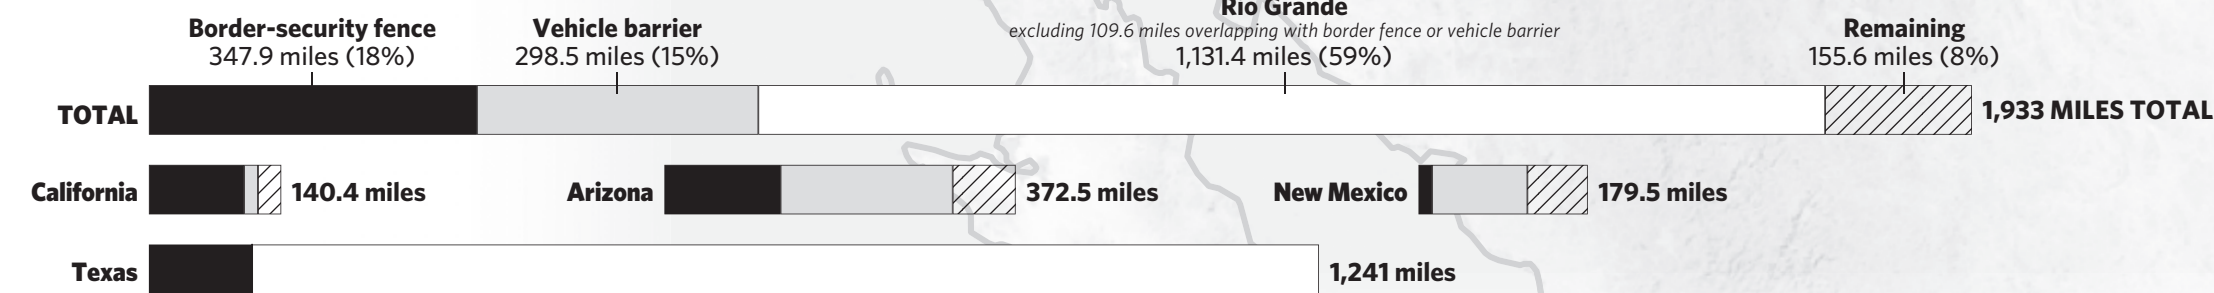 Border-security fence
347.9 miles (18%)
Vehicle barrier
298.5 miles (15%)
Rio Grande
excluding 109.6 miles overlapping with border fence or vehicle barrier
1,131.4 miles (59%)
Remaining
155.6 miles (8%)
TOTAL
1,933 MILES TOTAL
California
140.4 miles
Arizona
372.5 miles
New Mexico
179.5 miles
Texas
1,241 miles